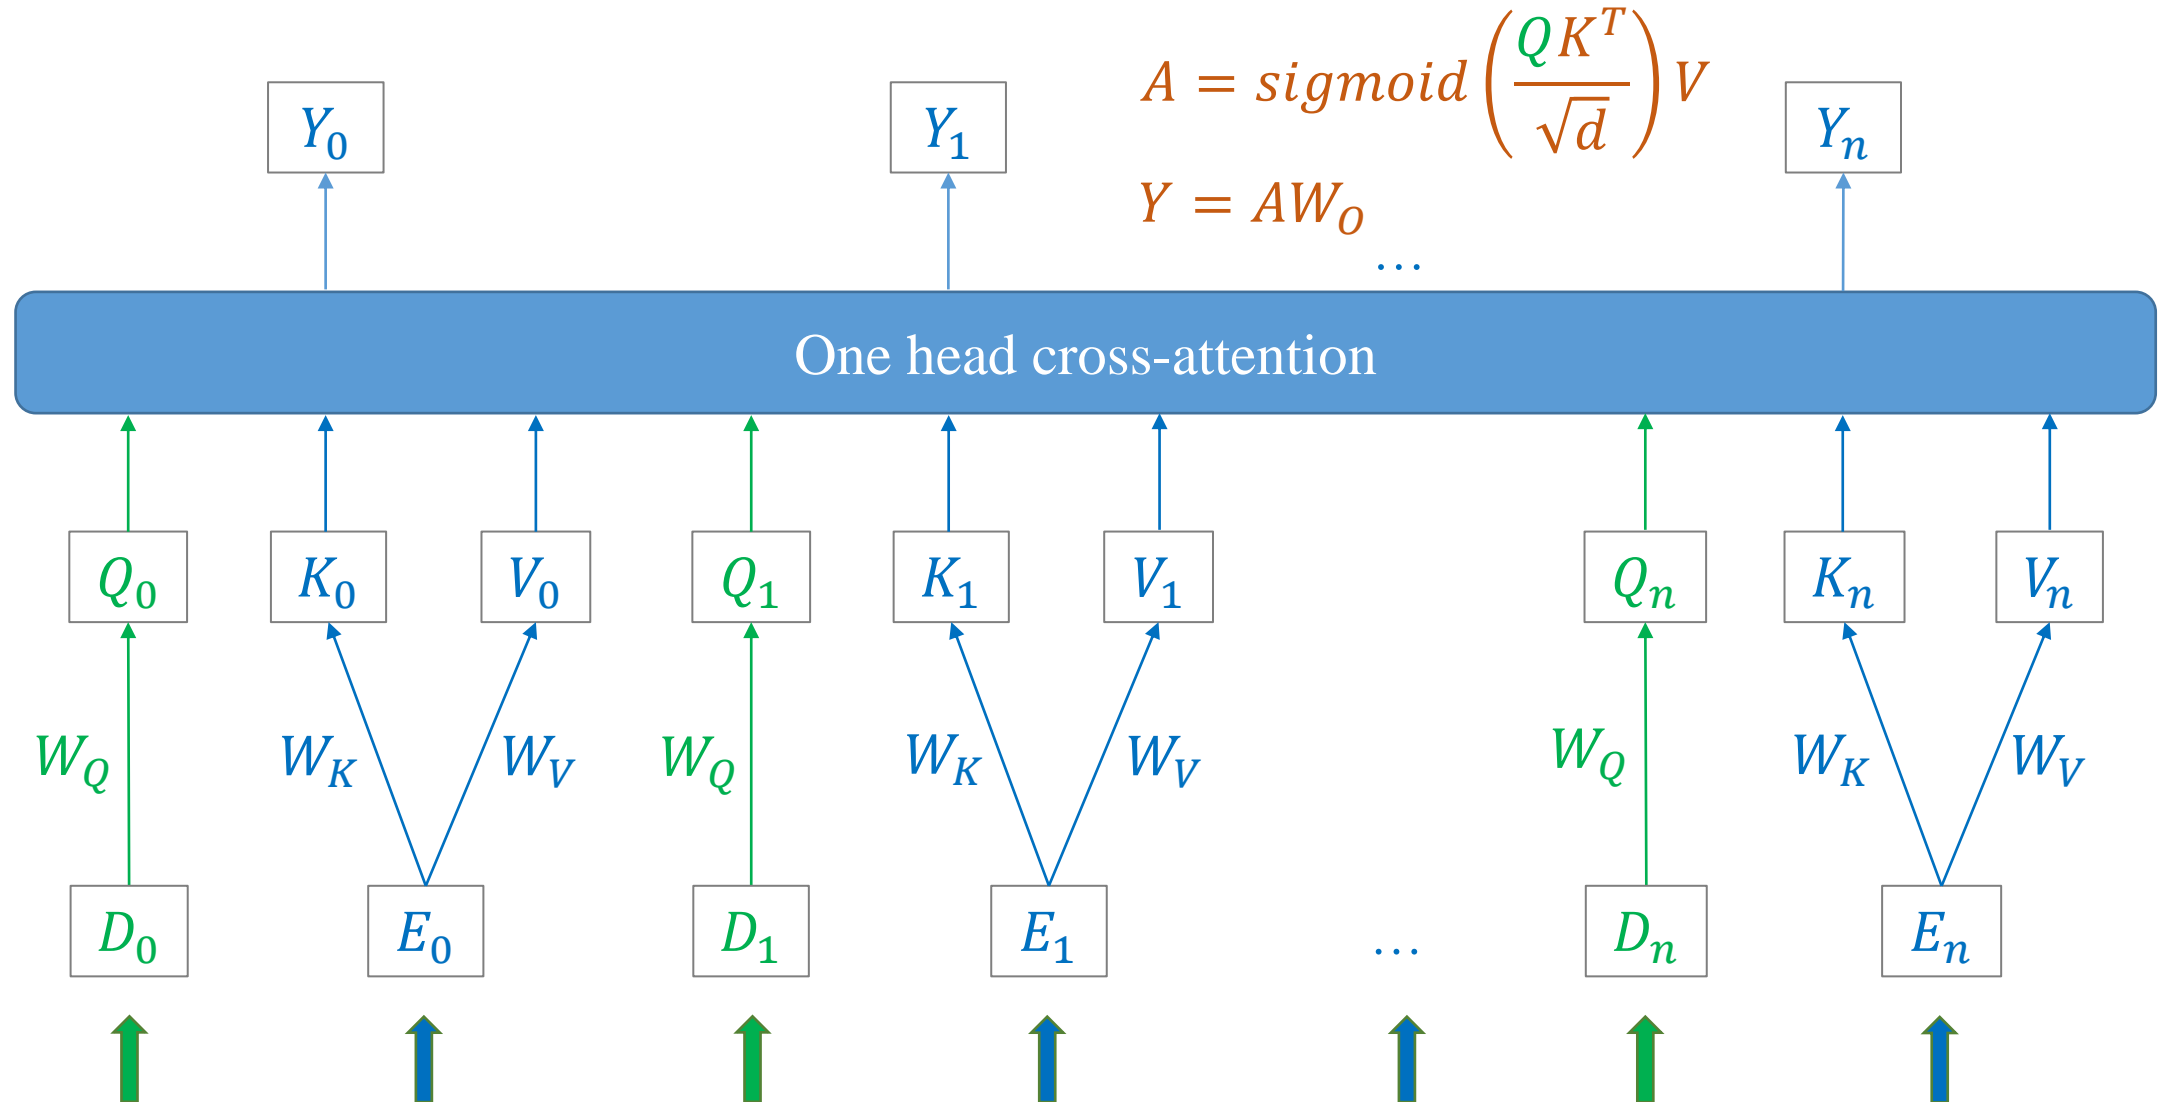 A = sigmoid(QK^T / √d) V
Y_0 Y_1 Y_n
Y = AW_O
...
One head cross-attention
Q_0 K_0 V_0 Q_1 K_1 V_1 Q_n K_n V_n
W_Q W_K W_V W_Q W_K W_V W_Q W_K W_V
D_0 E_0 D_1 E_1 ... D_n E_n